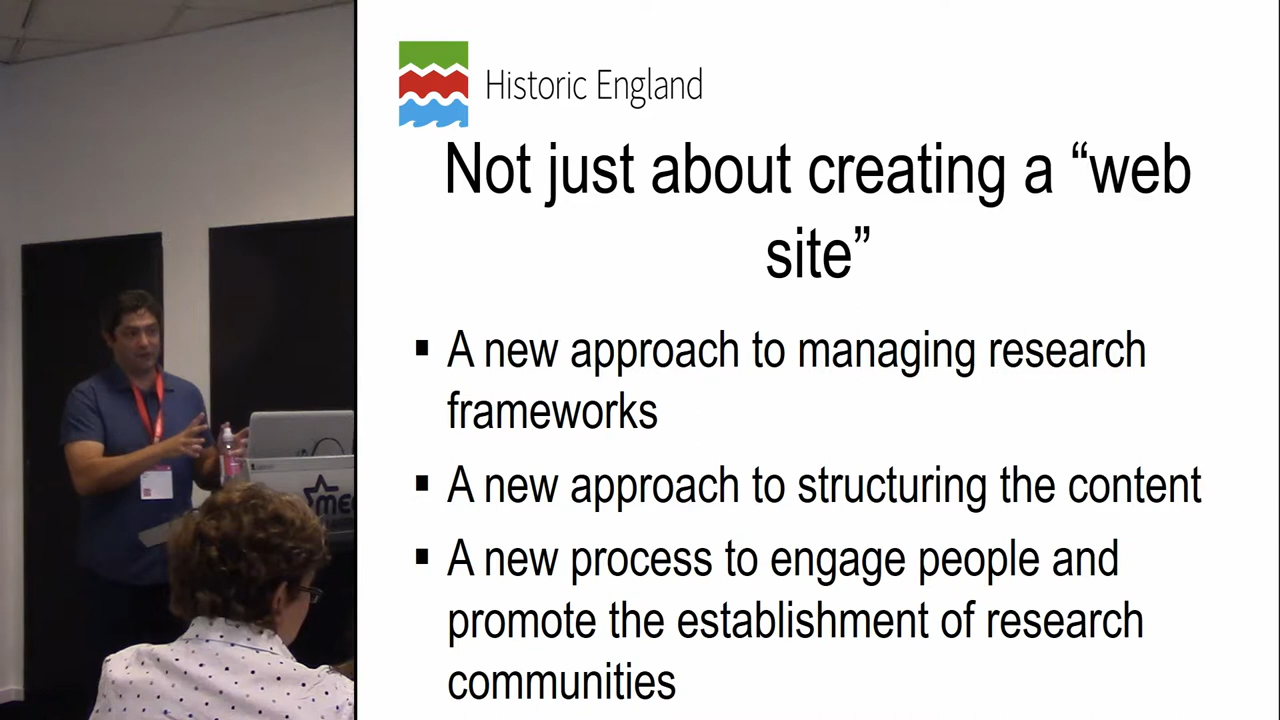 Historic England
Not just about creating a “web
site”
▪ A new approach to managing research
frameworks
▪ A new approach to structuring the content
▪ A new process to engage people and
promote the establishment of research
communities